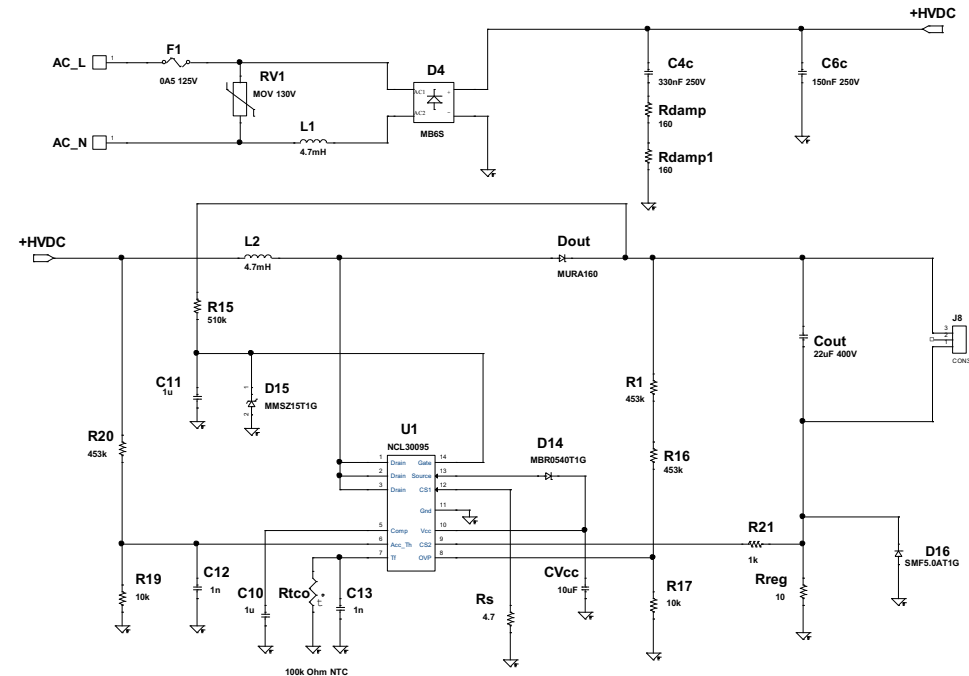 +HVDC
F1
AC_L
1
0A5 125V
RV1
MOV 130V
D4
AC1
+
AC2
-
MB6S
C4c
330nF 250V
C6c
150nF 250V
Rdamp
160
AC_N
1
L1
4.7mH
Rdamp1
160
+HVDC
L2
4.7mH
Dout
MURA160
R15
510k
J8
3
2
1
CON3
Cout
22uF 400V
C11
1u
D15
1
2
MMSZ15T1G
R1
453k
R20
453k
U1
NCL30095
D14
MBR0540T1G
R16
453k
1 Drain Gate 14
2 Drain Source 13
3 Drain CS1 12
Gnd 11
5 Comp Vcc 10
6 Acc_Th CS2 9
7 Tf OVP 8
R21
1k
D16
SMF5.0AT1G
R19
10k
C12
1n
C10
1u
Rtco
t
C13
1n
Rs
4.7
CVcc
10uF
R17
10k
Rreg
10
100k Ohm NTC